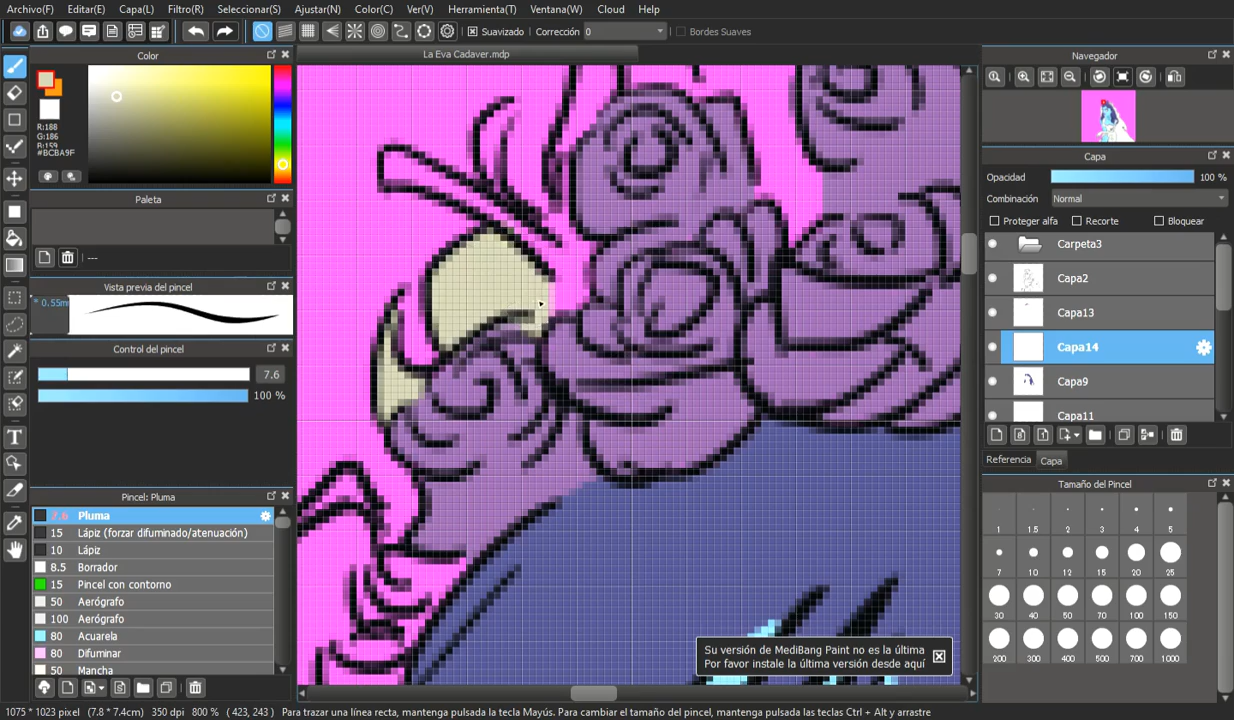 Archivo(F) Editar(E) Capa(L) Filtro(R) Seleccionar(S) Ajustar(N) Color(C) Ver(V) Herramienta(T) Ventana(W) Cloud Help
Suavizado Corrección 0 Bordes Suaves
Color
R:188
G:186
B:159
#BCBA9F
Paleta
---
Vista previa del pincel
* 0.55m
Control del pincel
7.6
100 %
Pincel: Pluma
7.6 Pluma
15 Lápiz (forzar difuminado/atenuación)
10 Lápiz
8.5 Borrador
15 Pincel con contorno
50 Aerógrafo
100 Aerógrafo
80 Acuarela
80 Difuminar
50 Mancha
La Eva Cadaver.mdp
Su versión de MediBang Paint no es la última
Por favor instale la última versión desde aquí
Navegador
Capa
Opacidad 100 %
Combinación Normal
Proteger alfa Recorte Bloquear
Carpeta3
Capa2
Capa13
Capa14
Capa9
Capa11
Referencia Capa
Tamaño del Pincel
1 1.5 2 3 4 5
7 10 12 15 20 25
30 40 50 70 100 150
200 300 400 500 700 1000
1075 * 1023 pixel (7.8 * 7.4cm) 350 dpi 800 % ( 423, 243 ) Para trazar una línea recta, mantenga pulsada la tecla Mayús. Para cambiar el tamaño del pincel, mantenga pulsadas las teclas Ctrl + Alt y arrastre